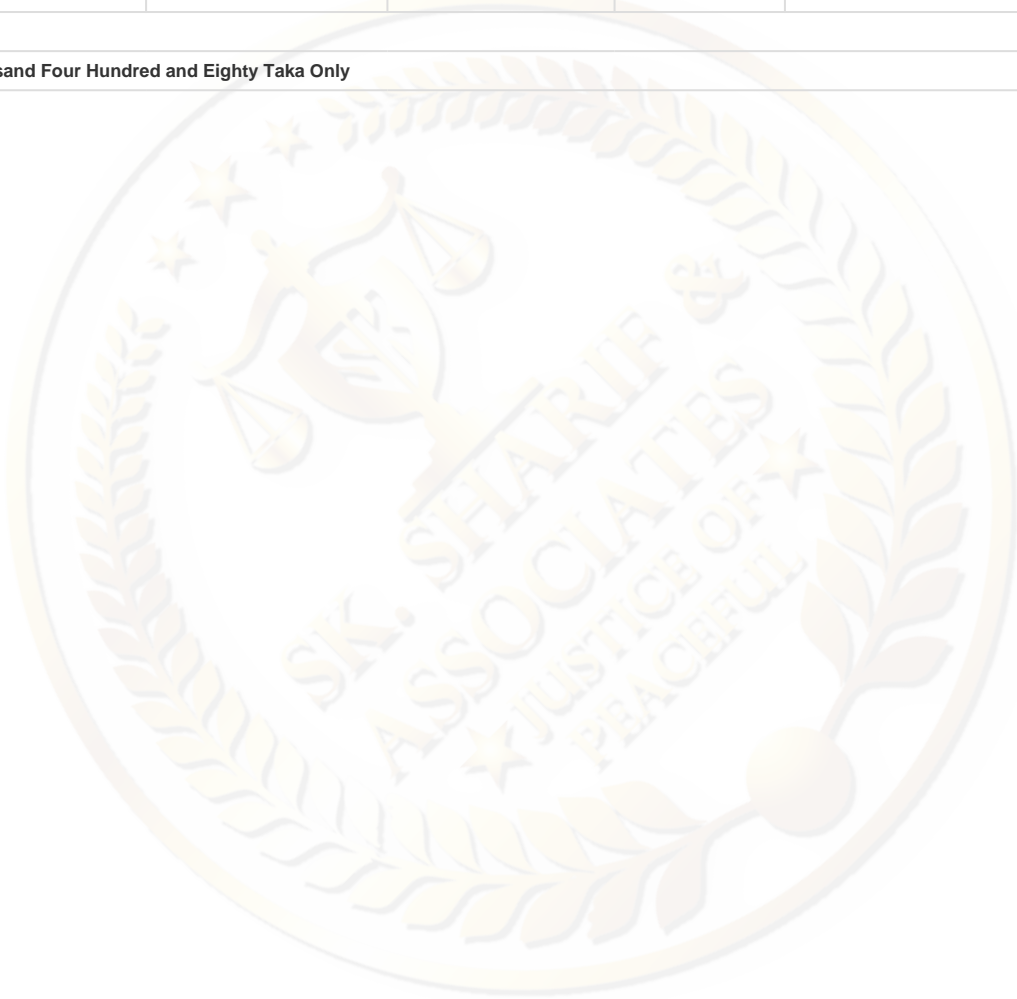 sand Four Hundred and Eighty Taka Only
SK. SHARIF &
ASSOCIATES
JUSTICE OF
PEACEFUL